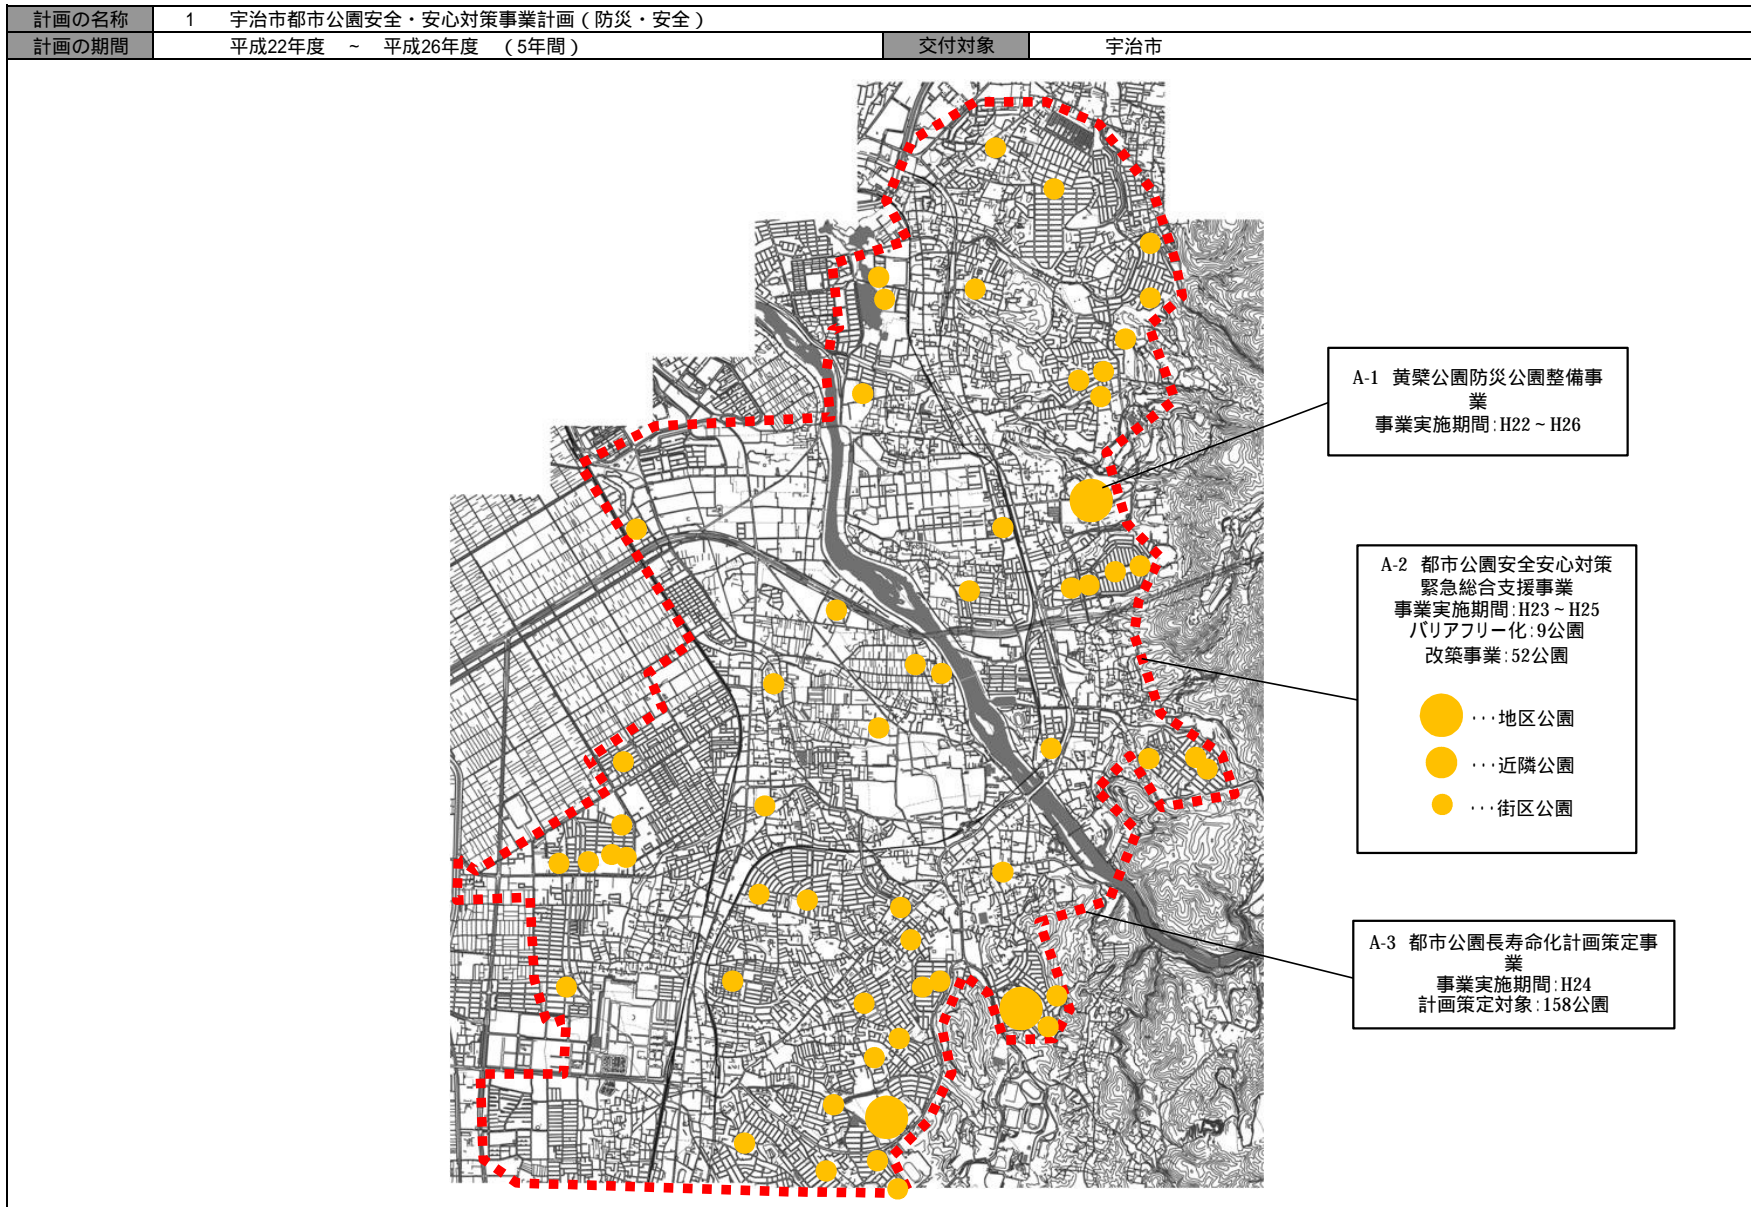 計画の名称 1 宇治市都市公園安全・安心対策事業計画（防災・安全）
計画の期間 平成22年度 ~ 平成26年度 （5年間） 交付対象 宇治市
A-1 黄檗公園防災公園整備事
業
事業実施期間:H22～H26
A-2 都市公園安全安心対策
緊急総合支援事業
事業実施期間:H23～H25
バリアフリー化:9公園
改築事業:52公園
･･･地区公園
･･･近隣公園
･･･街区公園
A-3 都市公園長寿命化計画策定事
業
事業実施期間:H24
計画策定対象:158公園